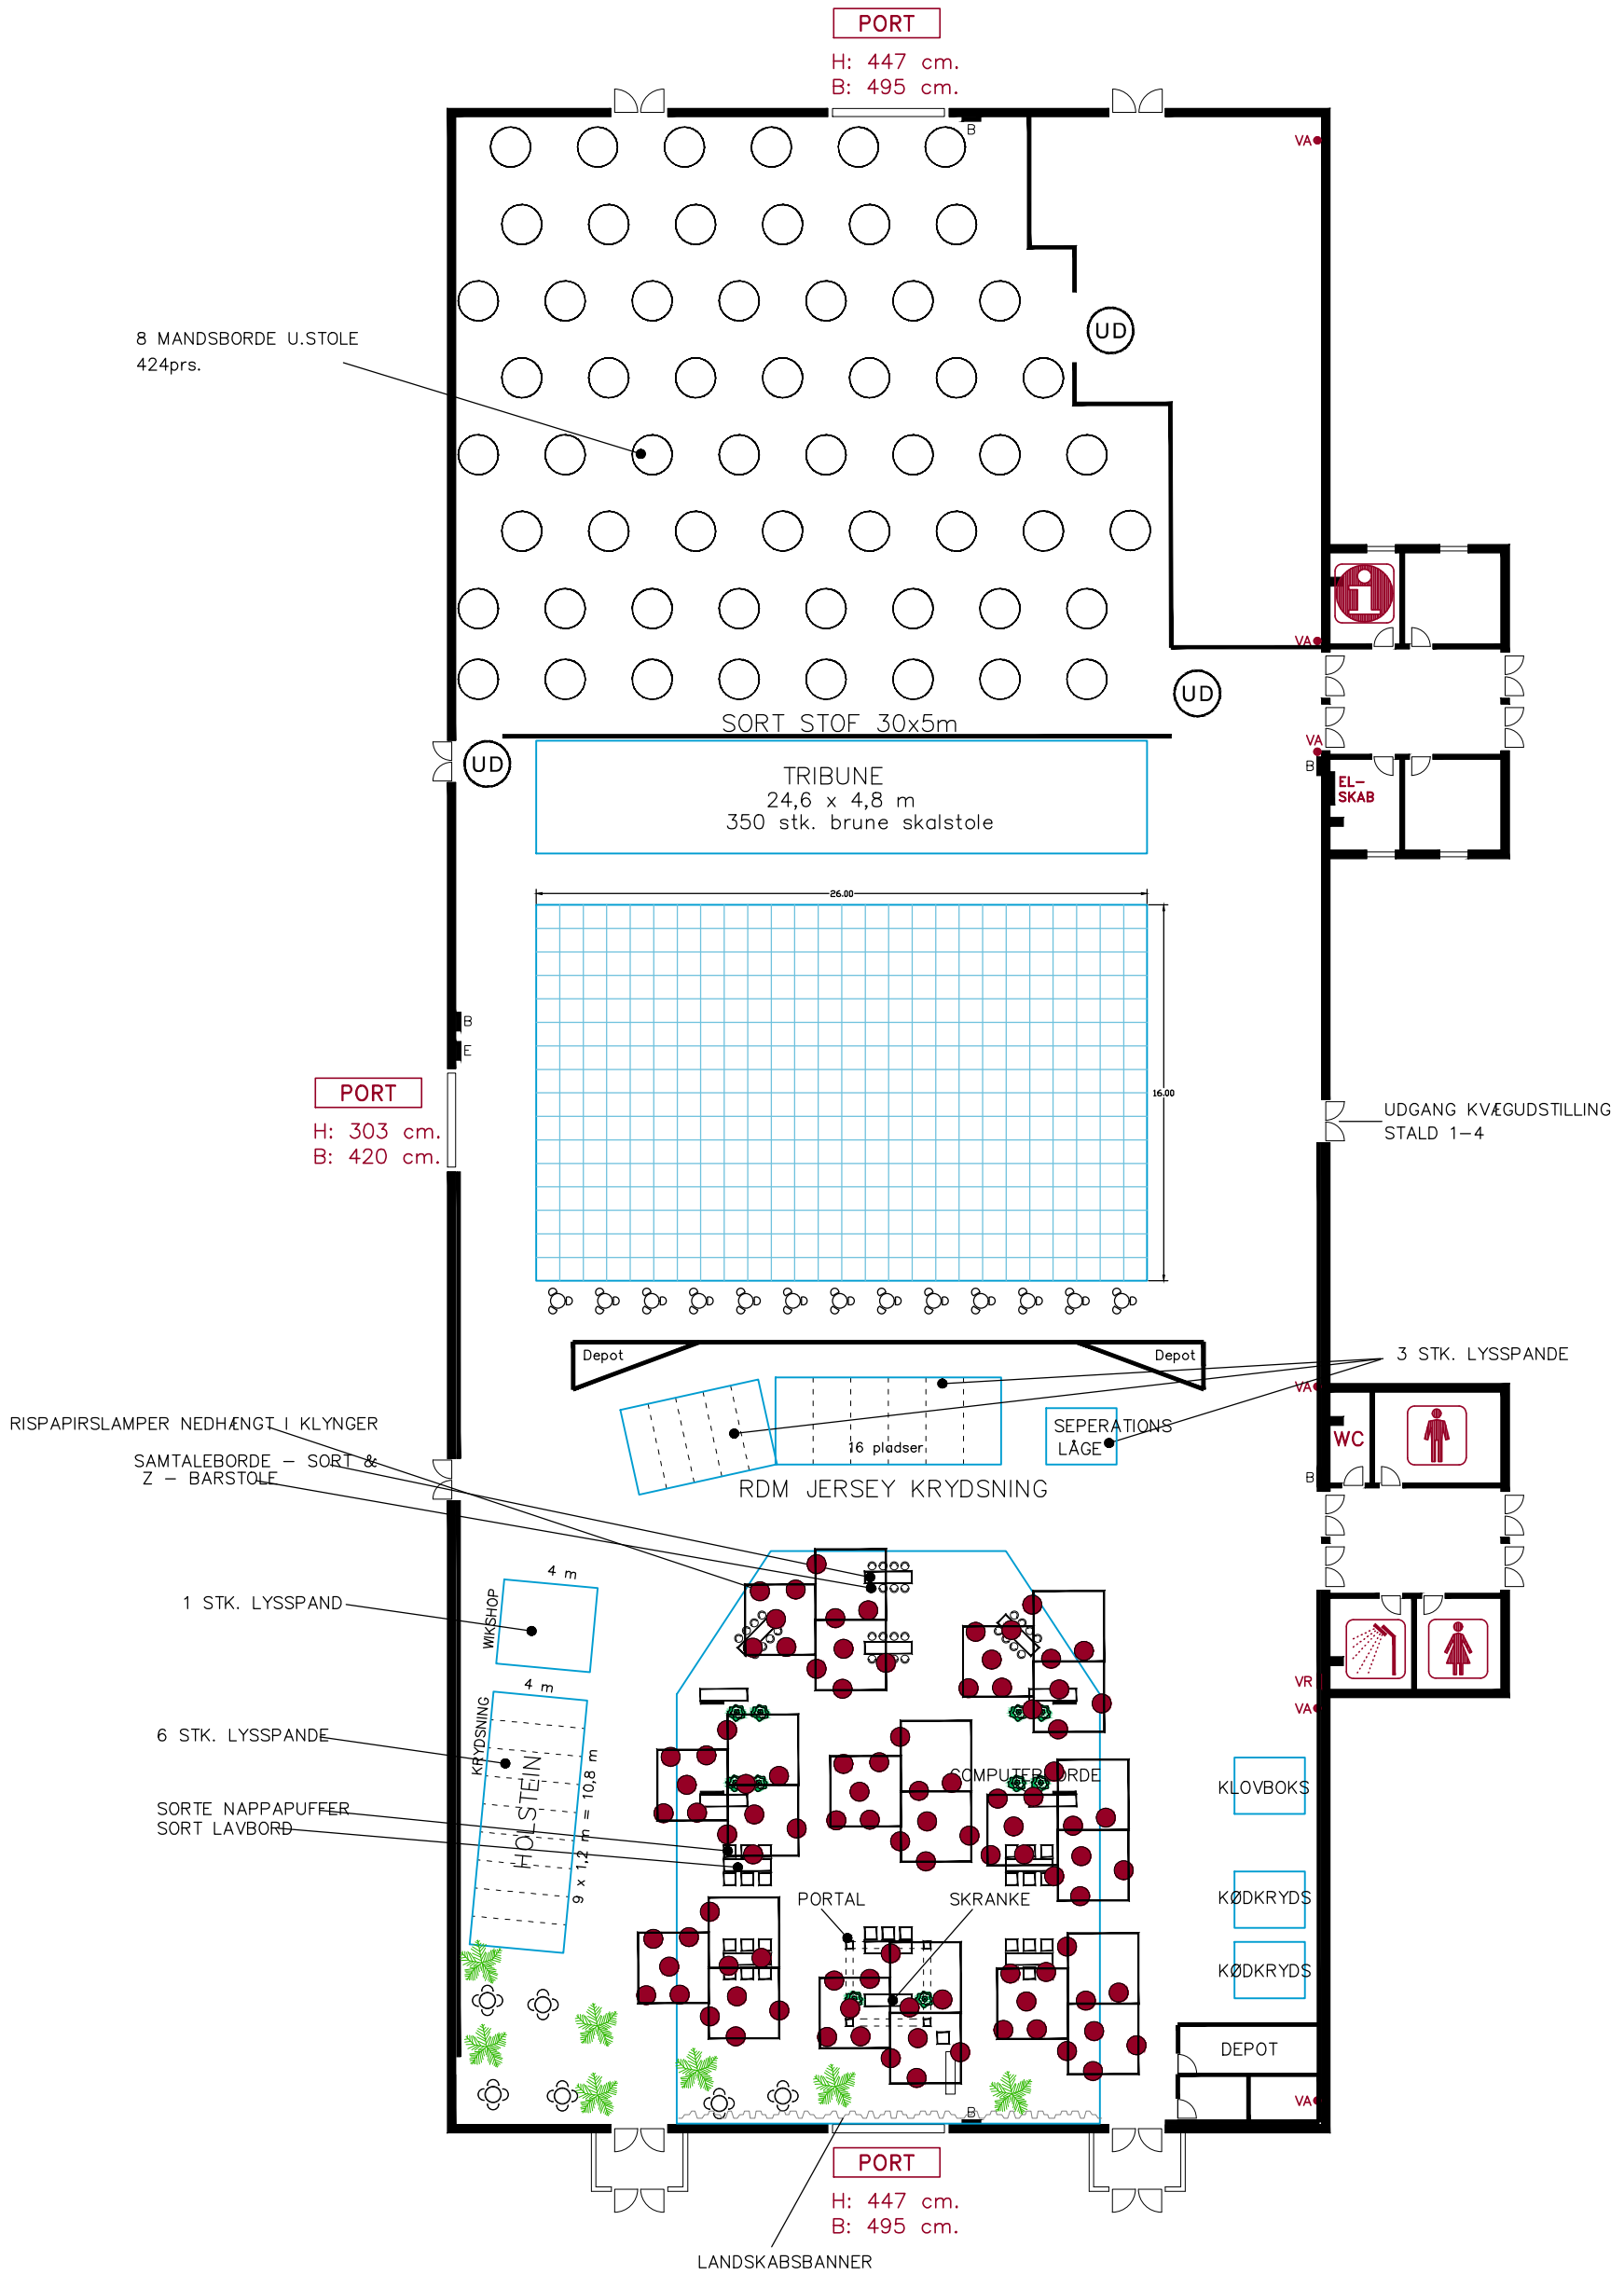 PORT
H: 447 cm.
B: 495 cm.
B
VA
8 MANDSBORDE U.STOLE
424prs.
UD
VA
UD
SORT STOF 30x5m
UD
VA
B
EL-
SKAB
TRIBUNE
24,6 x 4,8 m
350 stk. brune skalstole
26.00
B
E
16.00
PORT
H: 303 cm.
B: 420 cm.
UDGANG KVÆGUDSTILLING
STALD 1-4
Depot
Depot
3 STK. LYSSPANDE
VA
RISPAPIRSLAMPER NEDHÆNGT I KLYNGER
SEPERATIONS
LÅGE
16 pladser
WC
SAMTALEBORDE - SORT &
Z - BARSTOLE
B
RDM JERSEY KRYDSNING
4 m
WIKSHOP
1 STK. LYSSPAND
4 m
VR
VA
KRYDSNING
HOLSTEIN
9 x 1,2 m = 10,8 m
6 STK. LYSSPANDE
COMPUTERBORDE
KLOVBOKS
SORTE NAPPAPUFFER
SORT LAVBORD
PORTAL
SKRANKE
KØDKRYDS
KØDKRYDS
DEPOT
VA
B
PORT
H: 447 cm.
B: 495 cm.
LANDSKABSBANNER